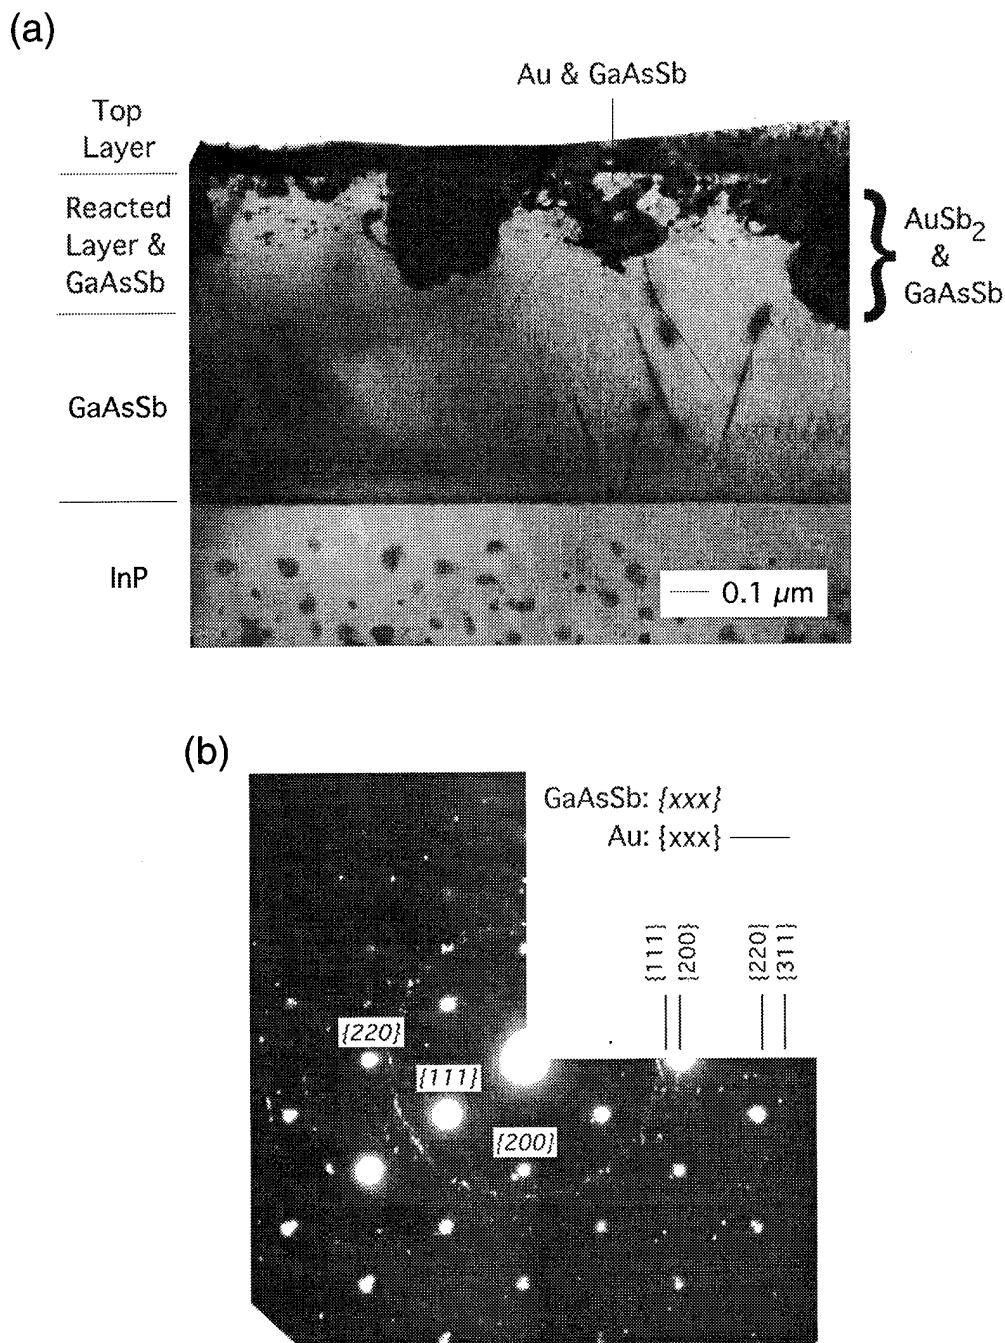 (a)
Au & GaAsSb
Top
Layer
Reacted
Layer &
GaAsSb
AuSb2
&
GaAsSb
GaAsSb
InP
0.1 μm
(b)
GaAsSb: {xxx}
Au: {xxx}
{111}
{200}
{220}
{311}
{220}
{111}
{200}